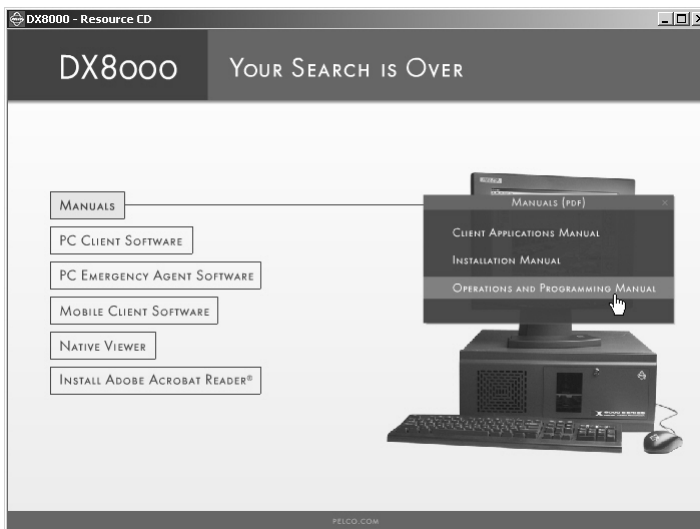 DX8000 - Resource CD
DX8000
YOUR SEARCH IS OVER
MANUALS
PC CLIENT SOFTWARE
PC EMERGENCY AGENT SOFTWARE
MOBILE CLIENT SOFTWARE
NATIVE VIEWER
INSTALL ADOBE ACROBAT READER®
MANUALS (PDF)
CLIENT APPLICATIONS MANUAL
INSTALLATION MANUAL
OPERATIONS AND PROGRAMMING MANUAL
PELCO.COM